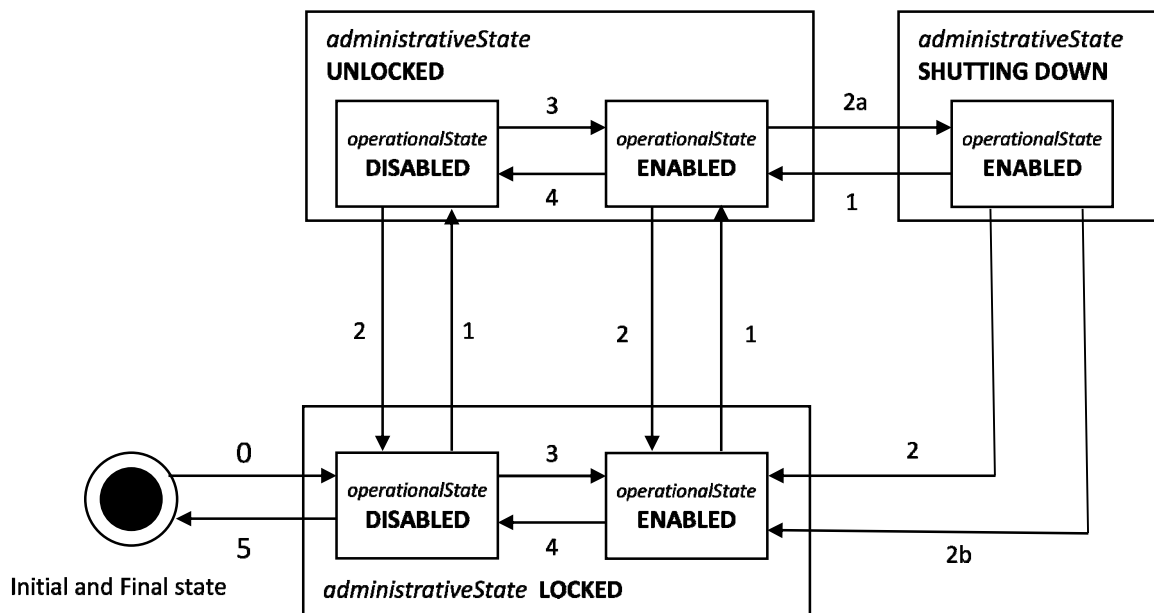 administrativeState
UNLOCKED
administrativeState
SHUTTING DOWN
3
2a
operationalState
DISABLED
operationalState
ENABLED
operationalState
ENABLED
4
1
2
1
2
1
0
3
2
operationalState
DISABLED
operationalState
ENABLED
5
4
2b
Initial and Final state
administrativeState LOCKED